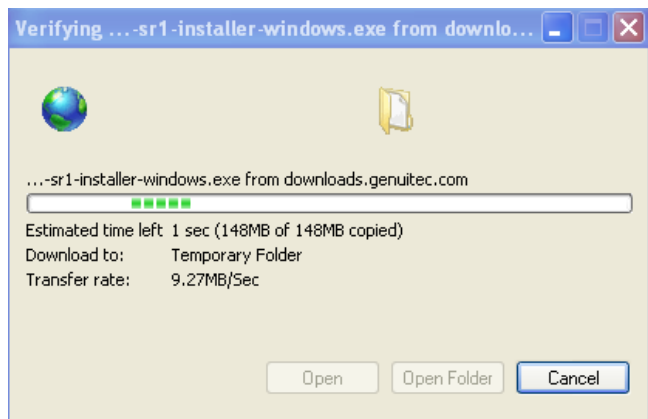 Verifying ...-sr1-installer-windows.exe from downlo...
...-sr1-installer-windows.exe from downloads.genuitec.com
Estimated time left 1 sec (148MB of 148MB copied)
Download to: Temporary Folder
Transfer rate: 9.27MB/Sec
Open Open Folder Cancel